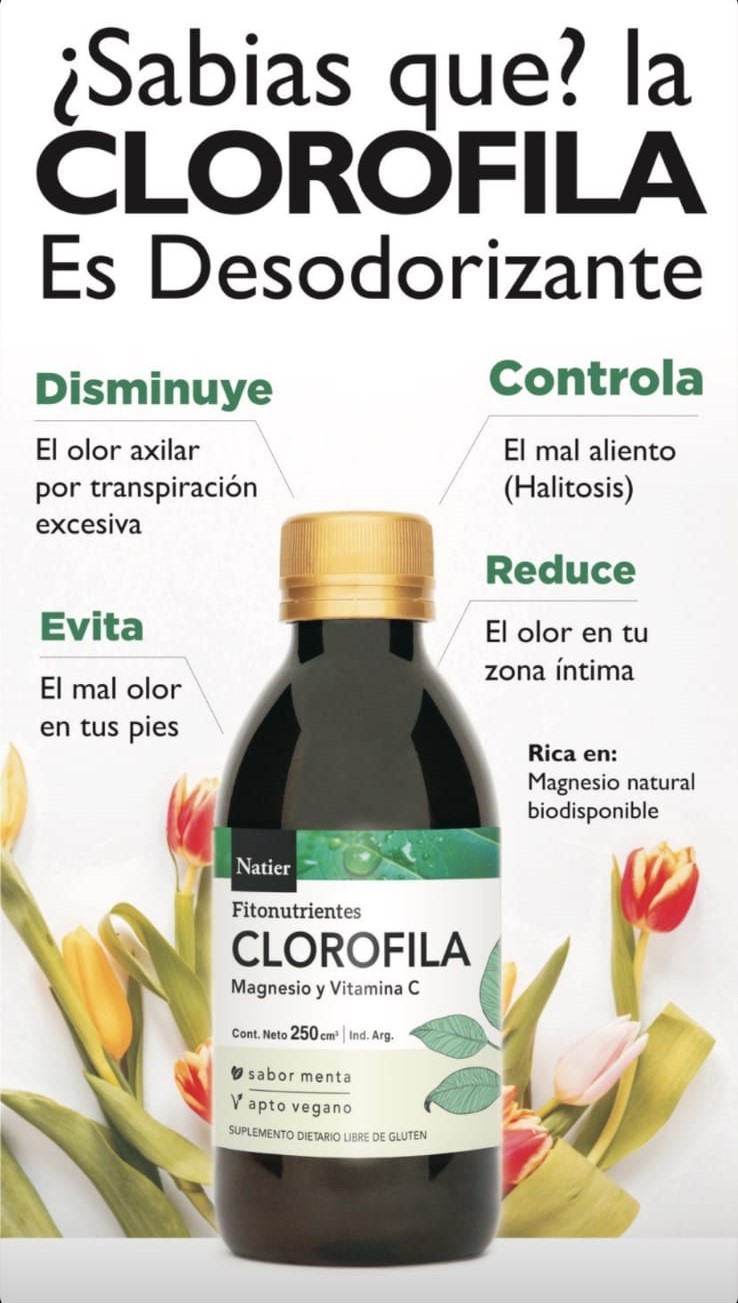 ¿Sabias que? la
CLOROFILA
Es Desodorizante
Disminuye
El olor axilar
por transpiración
excesiva
Controla
El mal aliento
(Halitosis)
Evita
El mal olor
en tus pies
Reduce
El olor en tu
zona íntima
Rica en:
Magnesio natural
biodisponible
Natier
Fitonutrientes
CLOROFILA
Magnesio y Vitamina C
Cont. Neto 250 cm³ | Ind. Arg.
sabor menta
apto vegano
SUPLEMENTO DIETARIO LIBRE DE GLUTEN